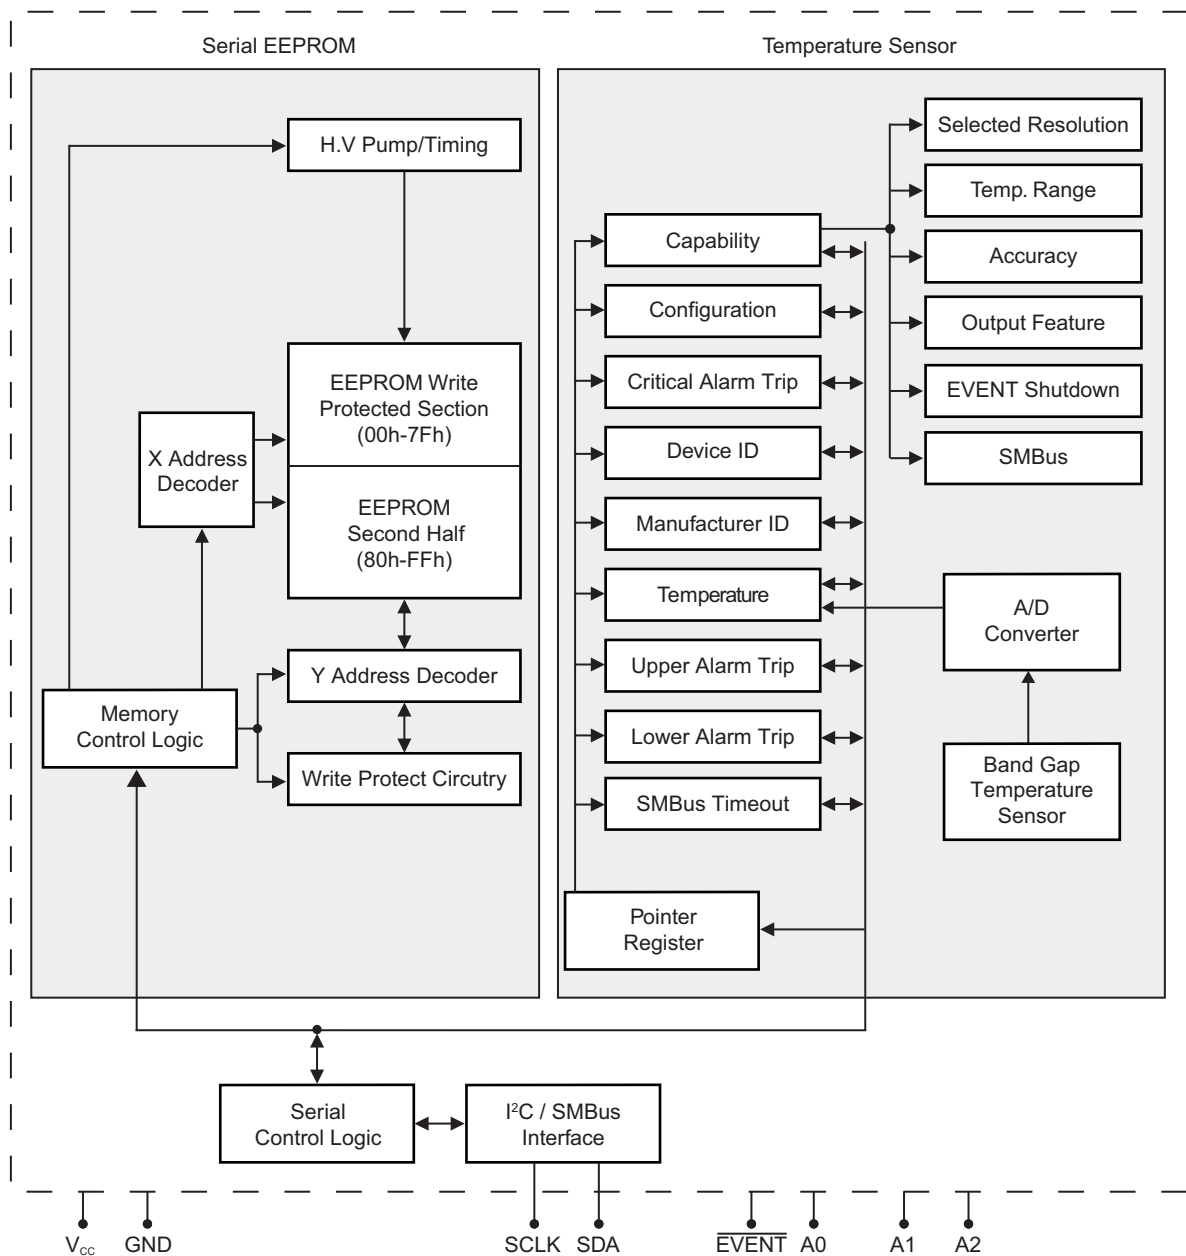 Serial EEPROM
Temperature Sensor
H.V Pump/Timing
EEPROM Write
Protected Section
(00h-7Fh)
X Address
Decoder
EEPROM
Second Half
(80h-FFh)
Y Address Decoder
Memory
Control Logic
Write Protect Circutry
Capability
Configuration
Critical Alarm Trip
Device ID
Manufacturer ID
Temperature
Upper Alarm Trip
Lower Alarm Trip
SMBus Timeout
Pointer
Register
Selected Resolution
Temp. Range
Accuracy
Output Feature
EVENT Shutdown
SMBus
A/D
Converter
Band Gap
Temperature
Sensor
Serial
Control Logic
I²C / SMBus
Interface
Vcc GND SCLK SDA EVENT A0 A1 A2